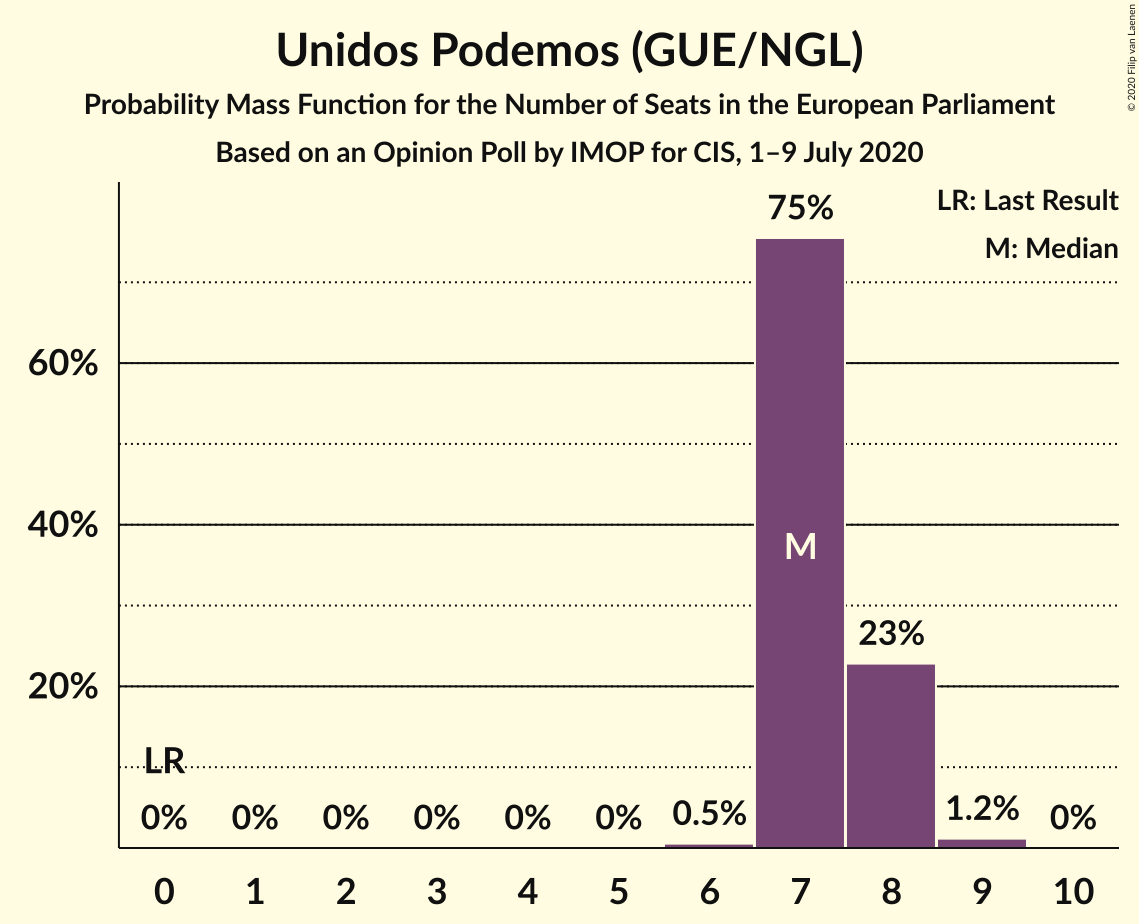 Unidos Podemos (GUE/NGL)
Probability Mass Function for the Number of Seats in the European Parliament
Based on an Opinion Poll by IMOP for CIS, 1–9 July 2020
© 2020 Filip van Laenen
LR: Last Result
M: Median
75%
60%
40%
M
23%
20%
LR
0% 0% 0% 0% 0% 0% 0.5% 1.2% 0%
0 1 2 3 4 5 6 7 8 9 10